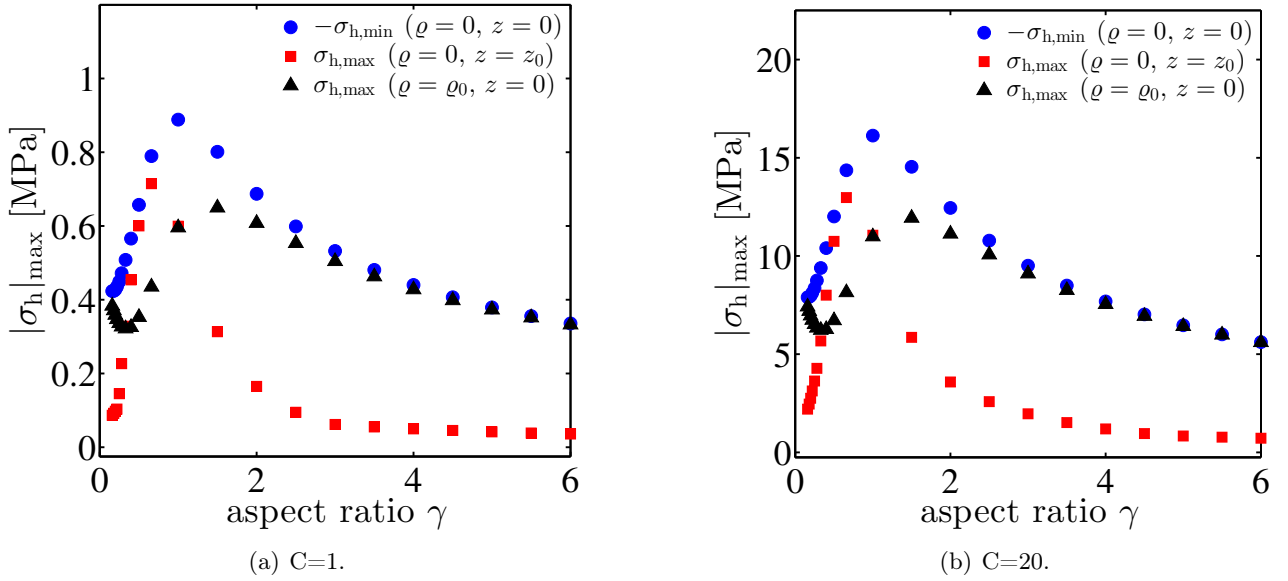 −σh,min (ϱ = 0, z = 0)
σh,max (ϱ = 0, z = z0)
σh,max (ϱ = ϱ0, z = 0)
|σh|max [MPa]
1
0.8
0.6
0.4
0.2
0
0 2 4 6
aspect ratio γ
(a) C=1.
−σh,min (ϱ = 0, z = 0)
σh,max (ϱ = 0, z = z0)
σh,max (ϱ = ϱ0, z = 0)
|σh|max [MPa]
20
15
10
5
0
0 2 4 6
aspect ratio γ
(b) C=20.